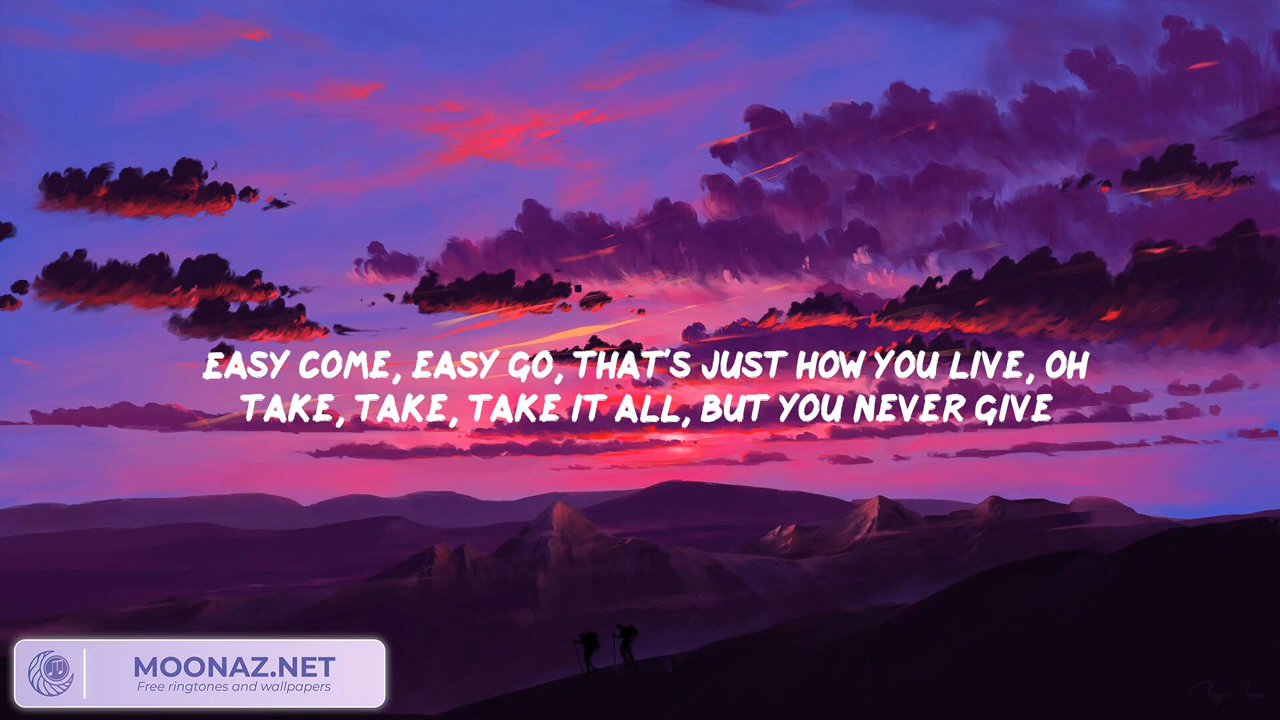 EASY COME, EASY GO, THAT'S JUST HOW YOU LIVE, OH
TAKE, TAKE, TAKE IT ALL, BUT YOU NEVER GIVE
MOONAZ.NET
Free ringtones and wallpapers